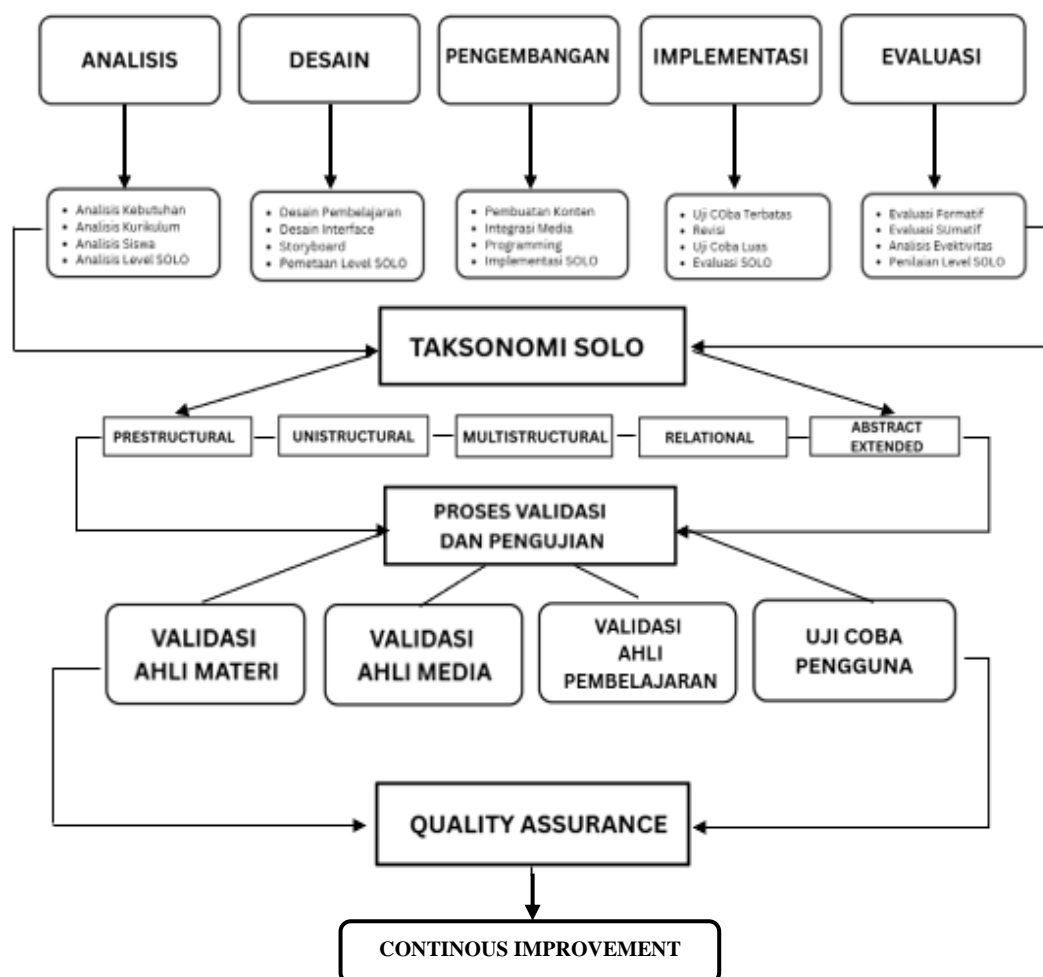 ANALISIS
DESAIN
PENGEMBANGAN
IMPLEMENTASI
EVALUASI
• Analisis Kebutuhan
• Analisis Kurikulum
• Analisis Siswa
• Analisis Level SOLO
• Desain Pembelajaran
• Desain Interface
• Storyboard
• Pemetaan Level SOLO
• Pembuatan Konten
• Integrasi Media
• Programming
• Implementasi SOLO
• Uji COba Terbatas
• Revisi
• Uji Coba Luas
• Evaluasi SOLO
• Evaluasi Formatif
• Evaluasi SUmatif
• Analisis Evektivitas
• Penilaian Level SOLO
TAKSONOMI SOLO
PRESTRUCTURAL
UNISTRUCTURAL
MULTISTRUCTURAL
RELATIONAL
ABSTRACT
EXTENDED
PROSES VALIDASI
DAN PENGUJIAN
VALIDASI
AHLI MATERI
VALIDASI
AHLI MEDIA
VALIDASI
AHLI
PEMBELAJARAN
UJI COBA
PENGGUNA
QUALITY ASSURANCE
CONTINOUS IMPROVEMENT